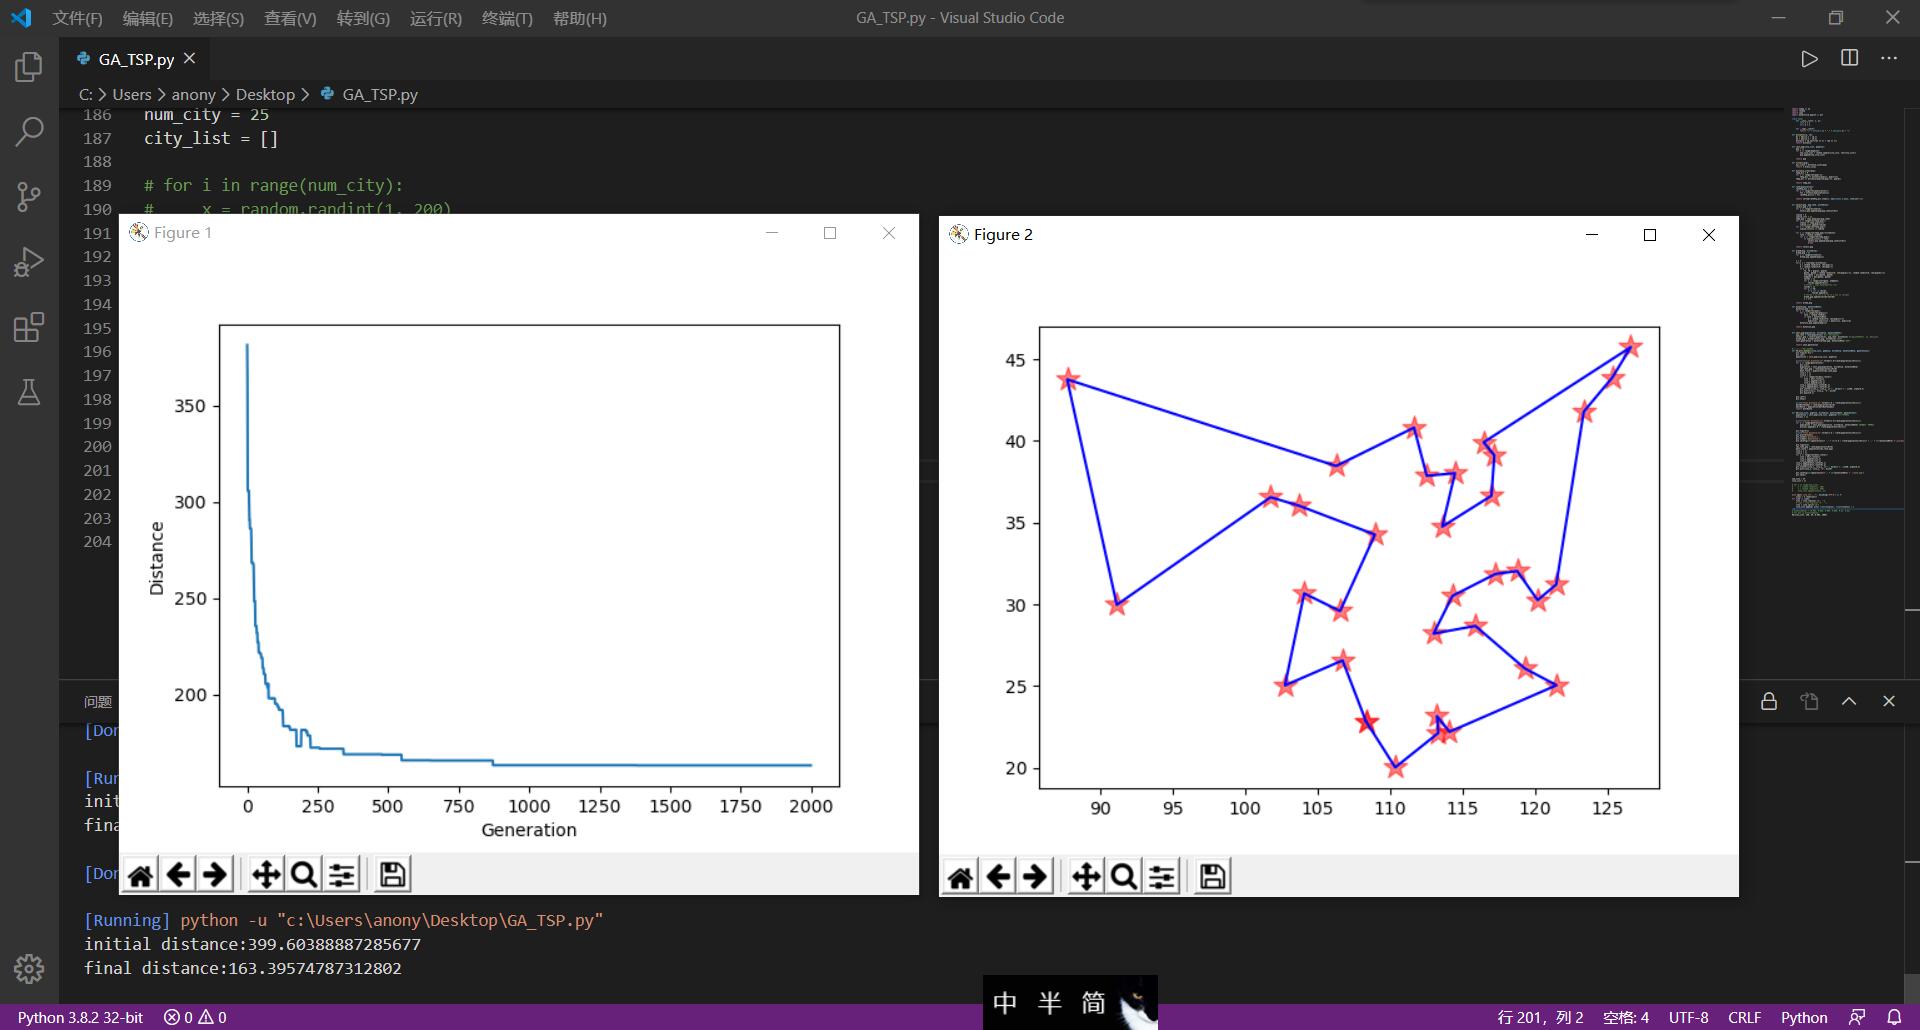 文件(F) 编辑(E) 选择(S) 查看(V) 转到(G) 运行(R) 终端(T) 帮助(H) GA_TSP.py - Visual Studio Code
GA_TSP.py
C: > Users > anony > Desktop > GA_TSP.py
186 num_city = 25
187 city_list = []
188
189 # for i in range(num_city):
190 #     x = random.randint(1, 200)
191
192
193
194
195
196
197
198
199
200
201
202
203
204
Figure 1
350
300
250
200
Distance
0 250 500 750 1000 1250 1500 1750 2000
Generation
Figure 2
45
40
35
30
25
20
90 95 100 105 110 115 120 125
问题
[Don
[Run
init
fina
[Don
[Running] python -u "c:\Users\anony\Desktop\GA_TSP.py"
initial distance:399.60388887285677
final distance:163.39574787312802
中 半 简
Python 3.8.2 32-bit 0 0 行 201，列 2 空格: 4 UTF-8 CRLF Python